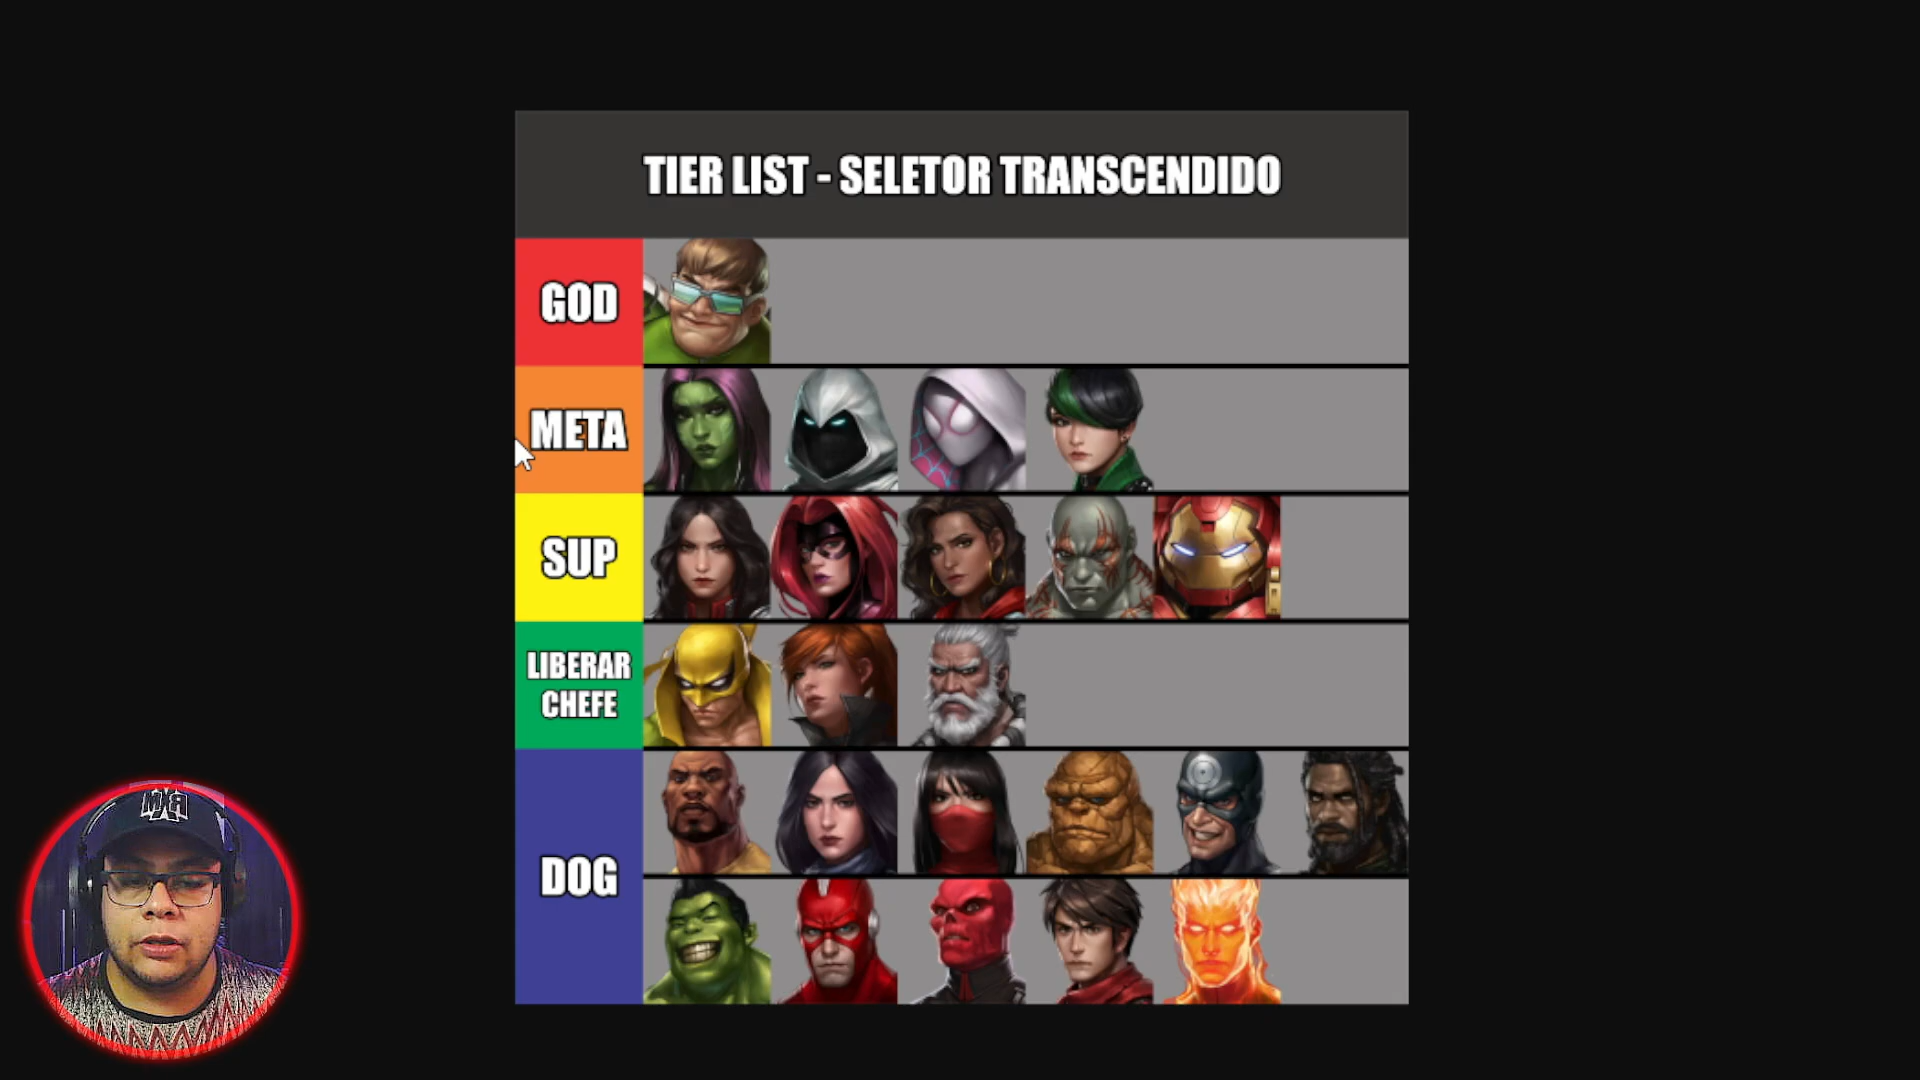 TIER LIST - SELETOR TRANSCENDIDO
GOD
META
SUP
LIBERAR
CHEFE
DOG